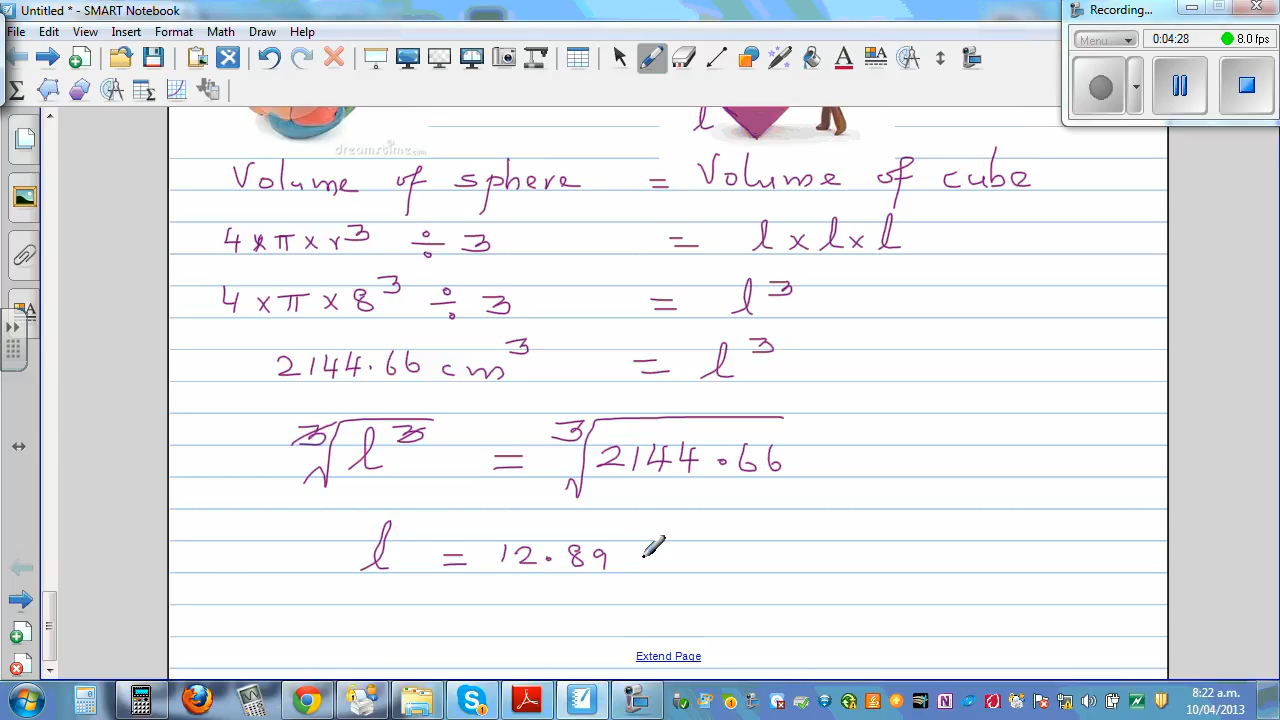 Untitled * - SMART Notebook
Recording...
File Edit View Insert Format Math Draw Help
Menu
0:04:28
8.0 fps
l
dreamstime.com
Volume of sphere = Volume of cube
4 x π x r³ ÷ 3 = l x l x l
4 x π x 8³ ÷ 3 = l³
2144.66 cm³ = l³
∛l³ = ∛2144.66
l = 12.89
Extend Page
8:22 a.m.
10/04/2013